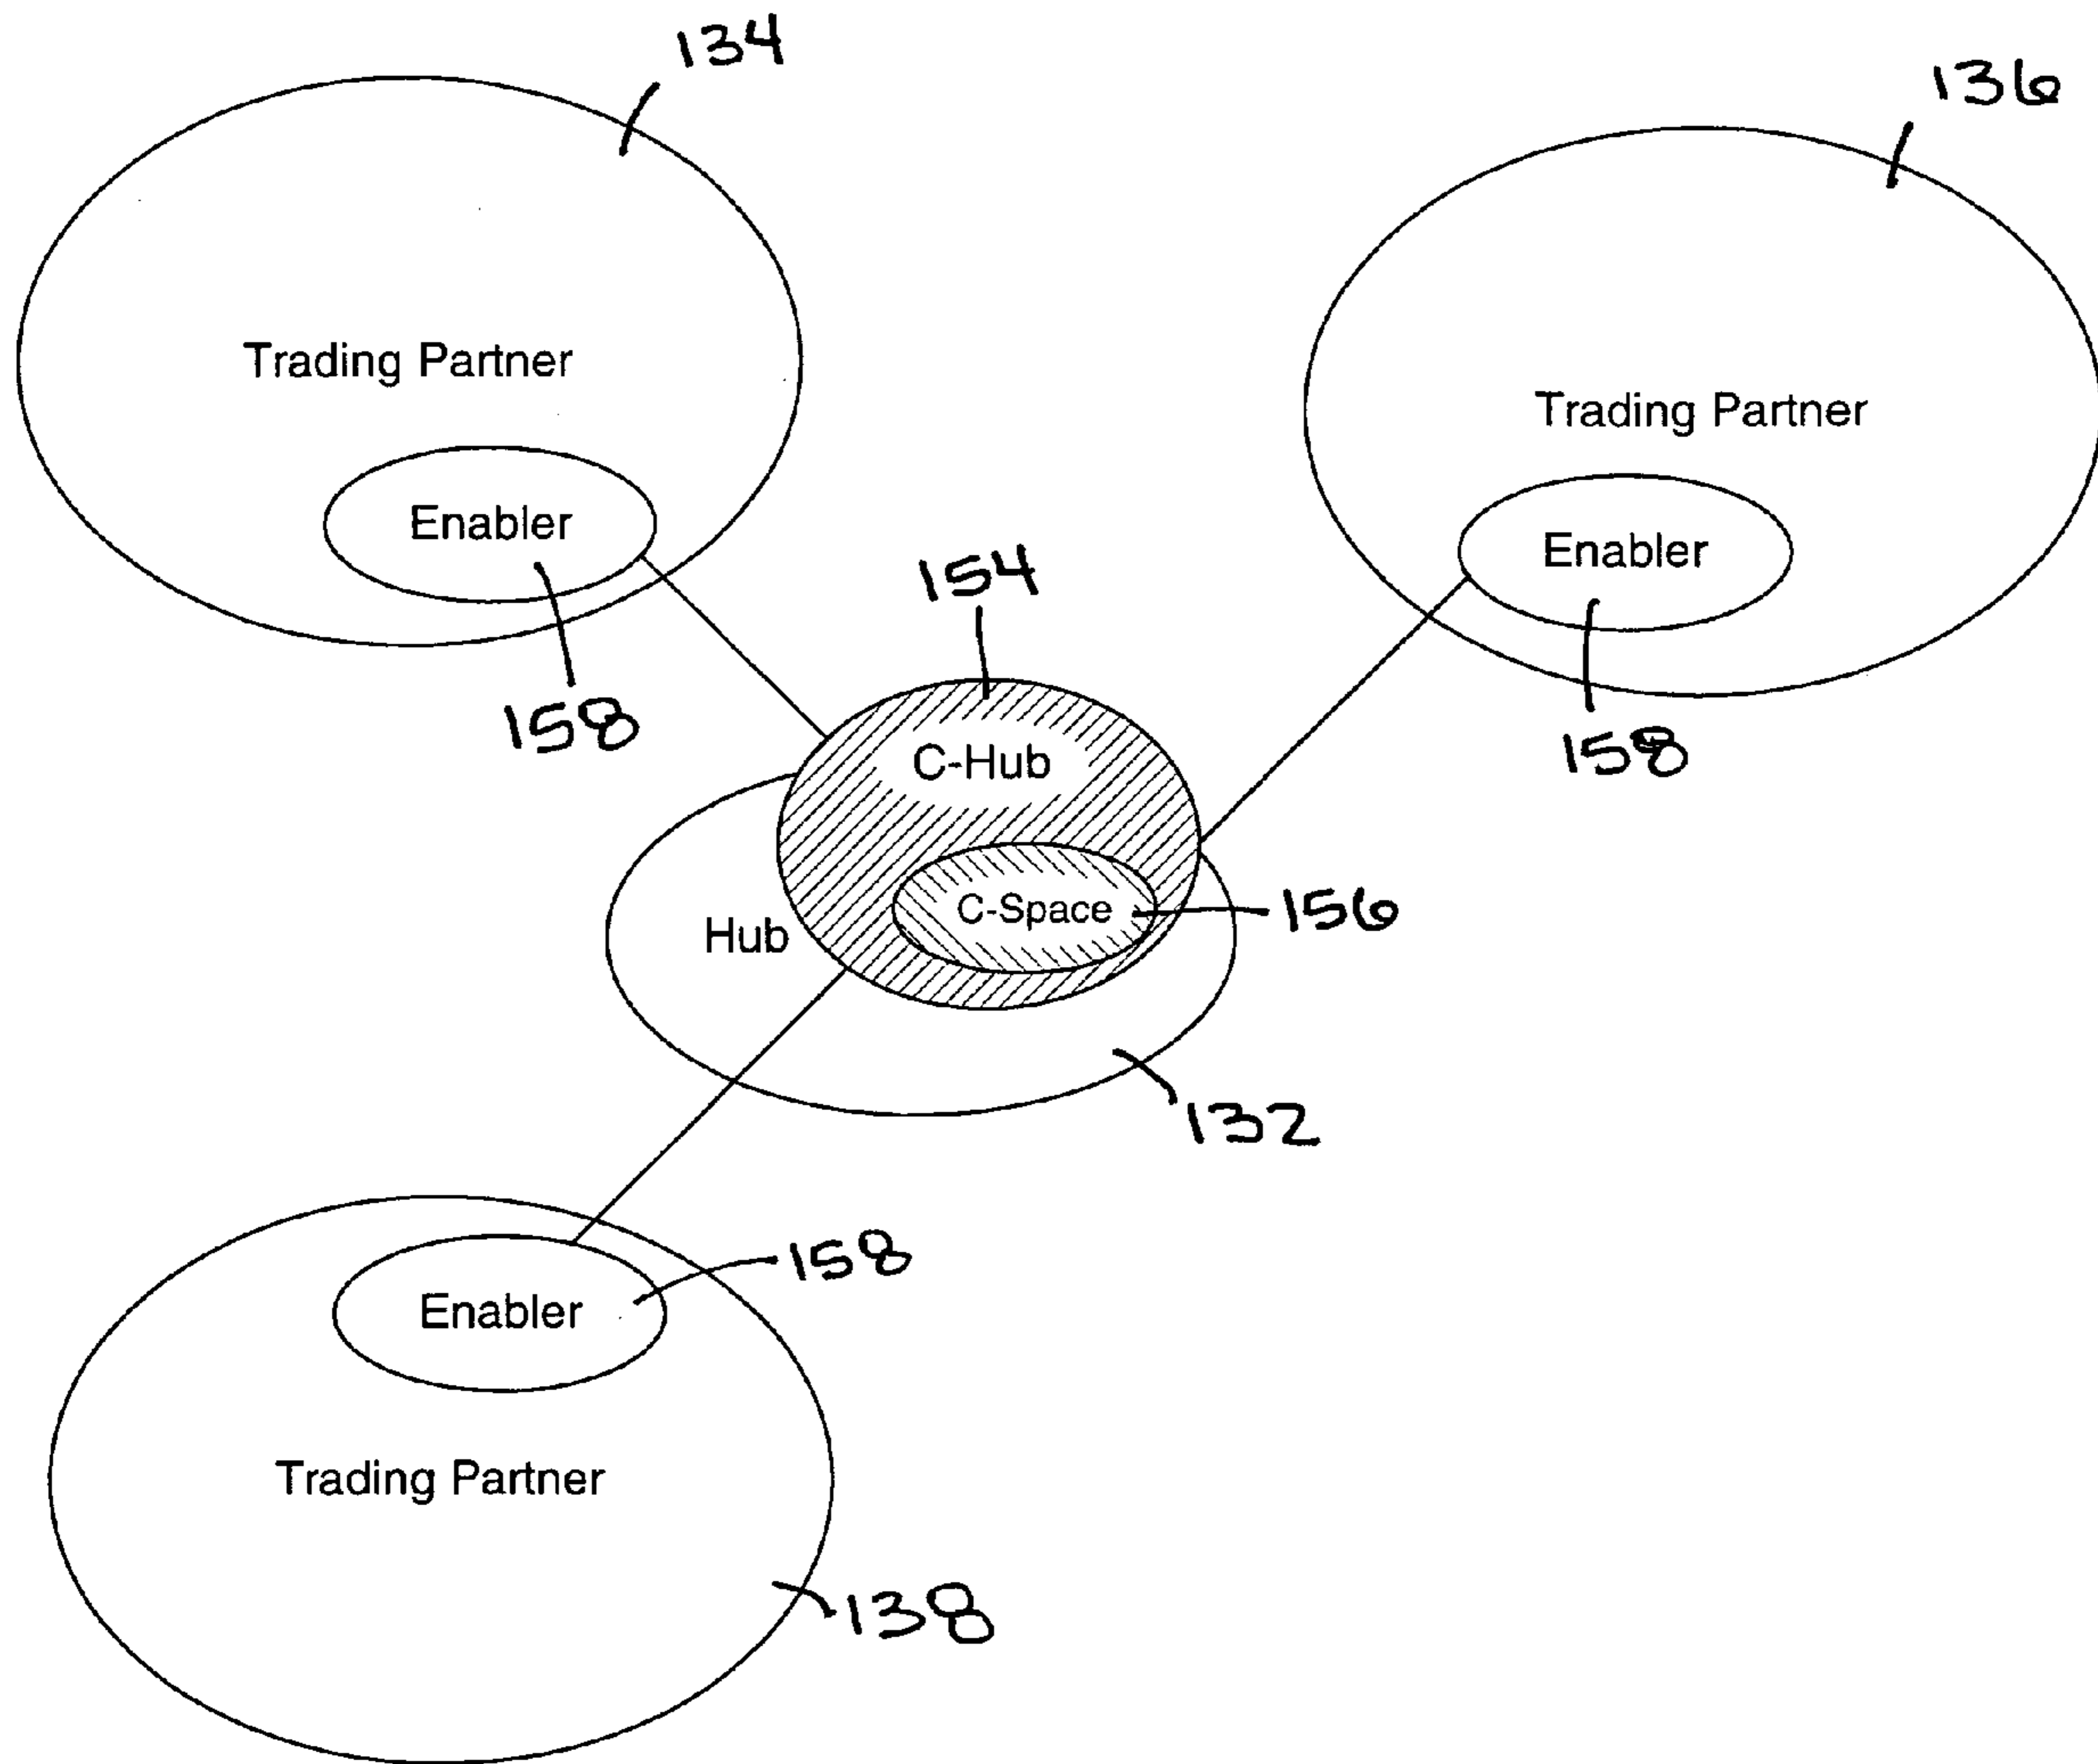 134
136
Trading Partner
Trading Partner
Enabler
Enabler
154
158
158
C-Hub
C-Space
156
Hub
132
158
Enabler
Trading Partner
138